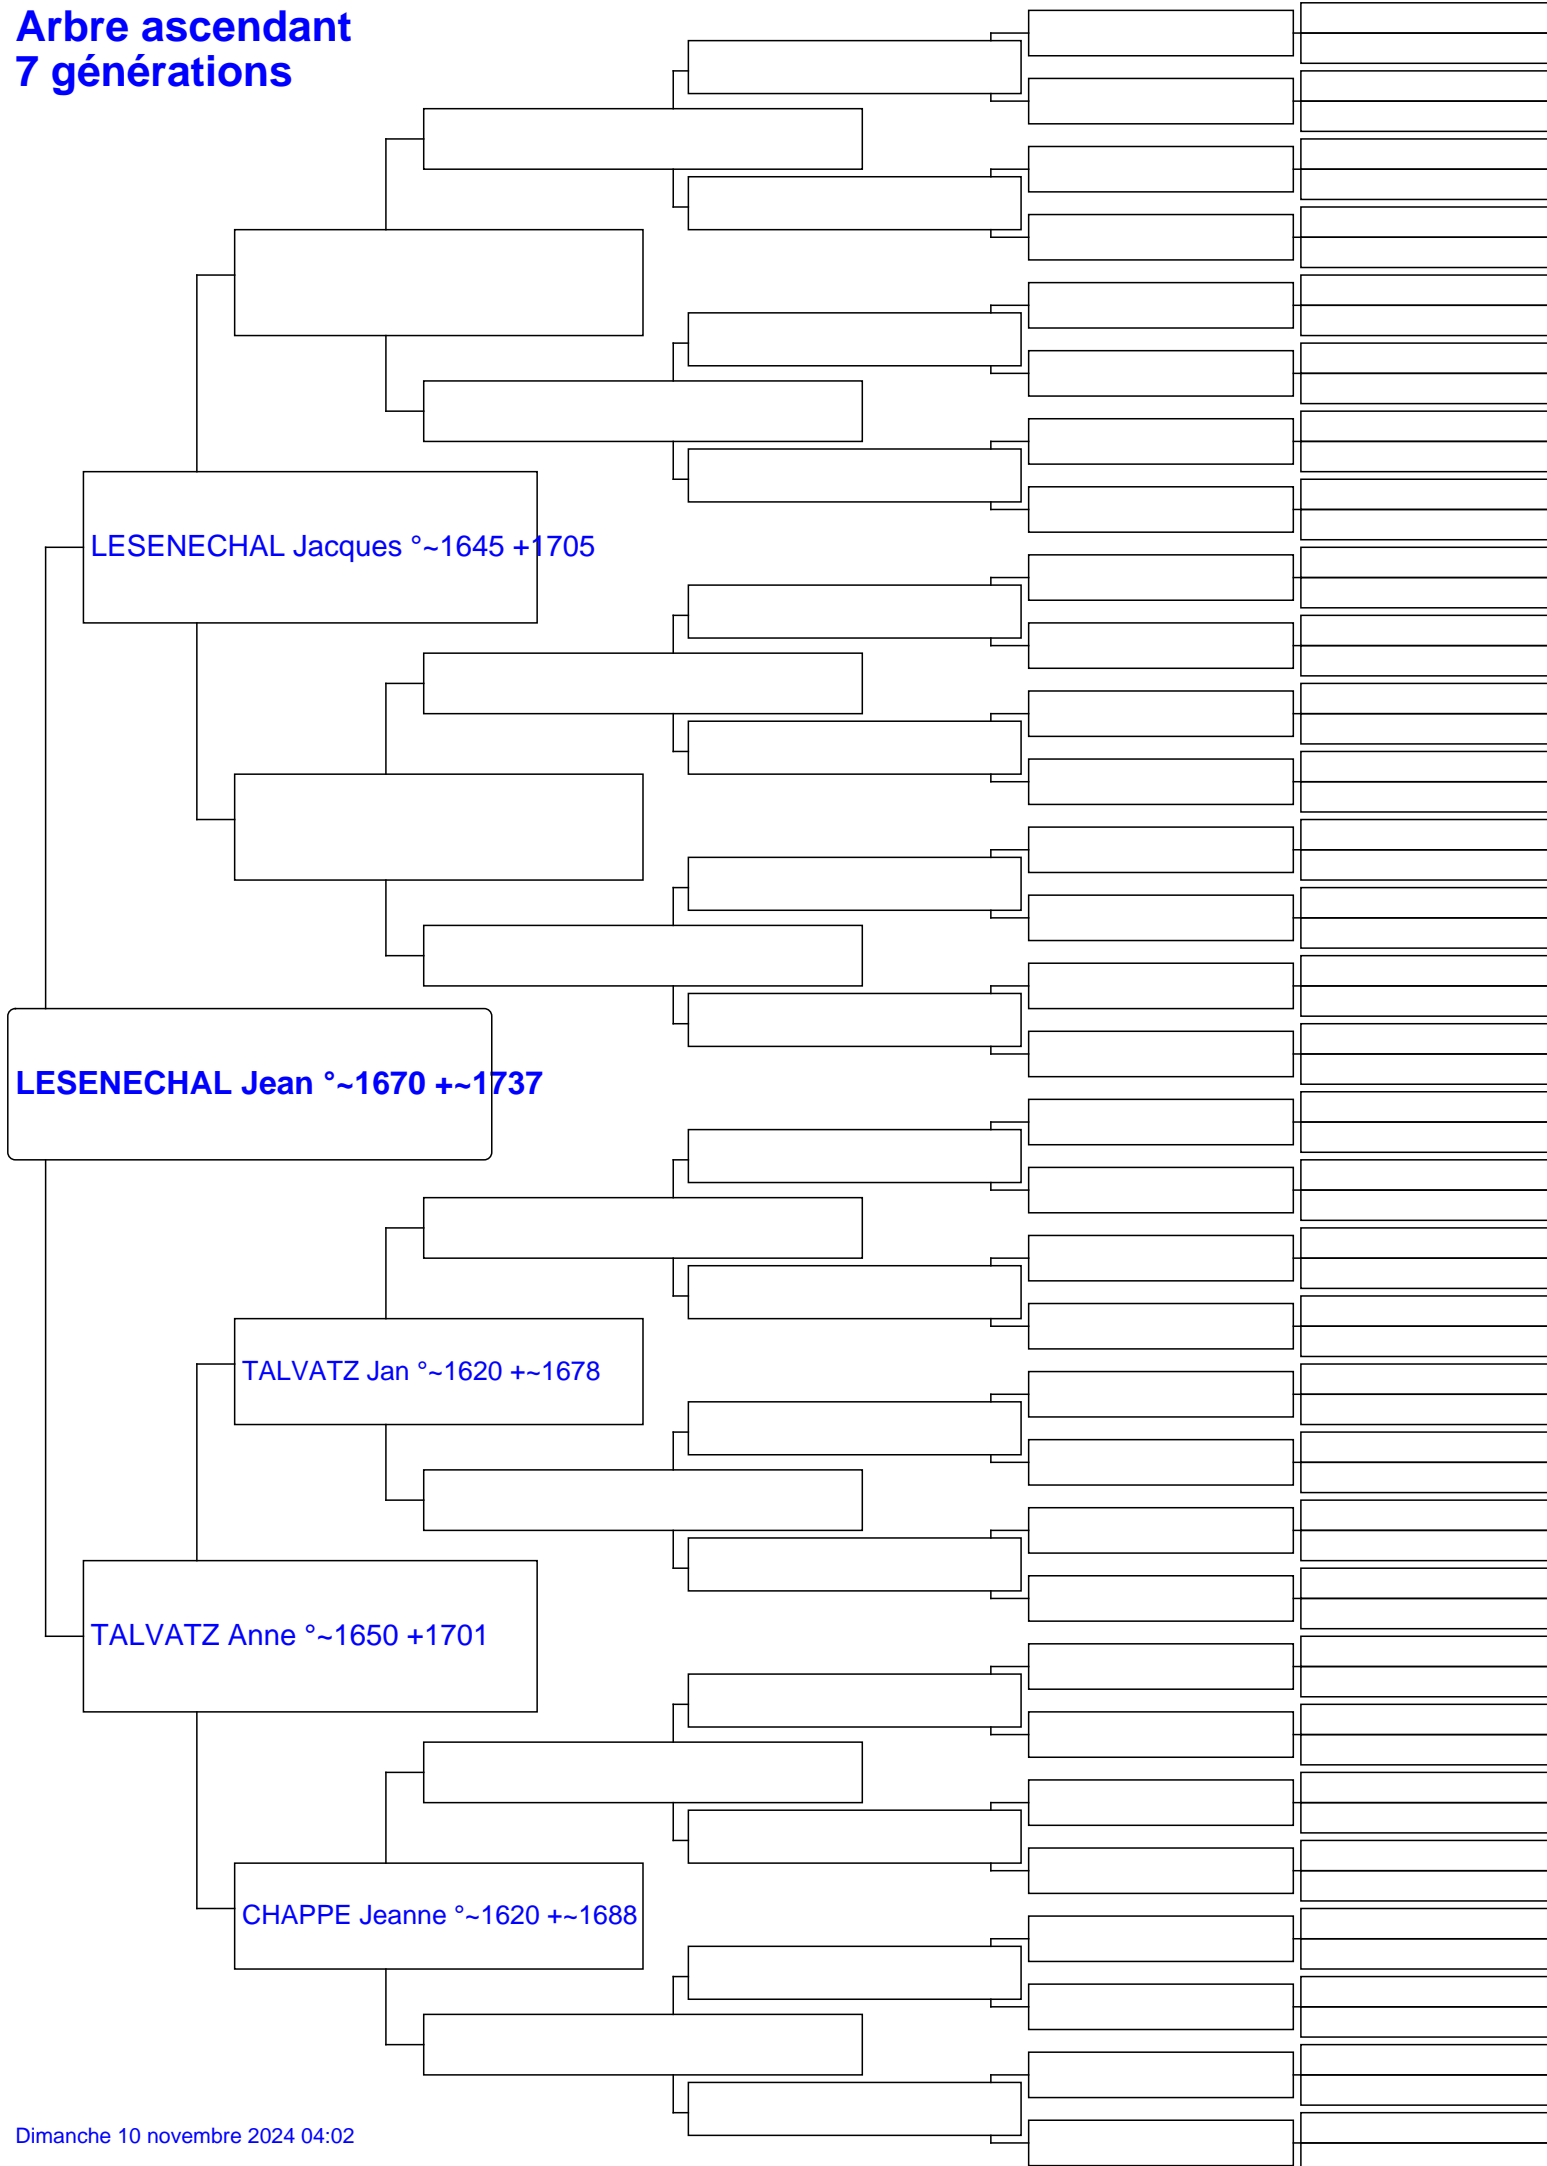 Arbre ascendant
7 générations
LESENECHAL Jacques °~1645 +1705
LESENECHAL Jean °~1670 +~1737
TALVATZ Jan °~1620 +~1678
TALVATZ Anne °~1650 +1701
CHAPPE Jeanne °~1620 +~1688
Dimanche 10 novembre 2024 04:02